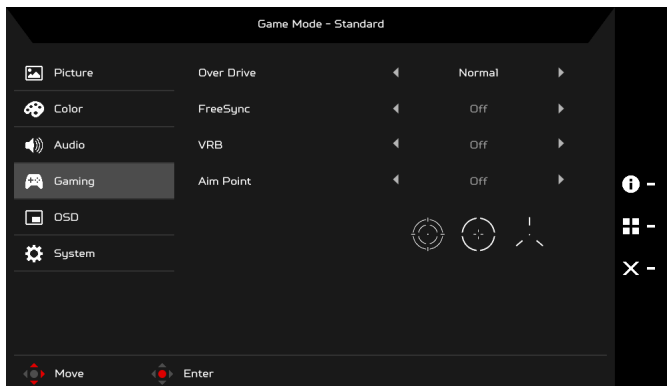 Game Mode - Standard
Picture
Over Drive Normal
Color
FreeSync Off
Audio
VRB Off
Gaming
Aim Point Off
OSD
System
Move Enter